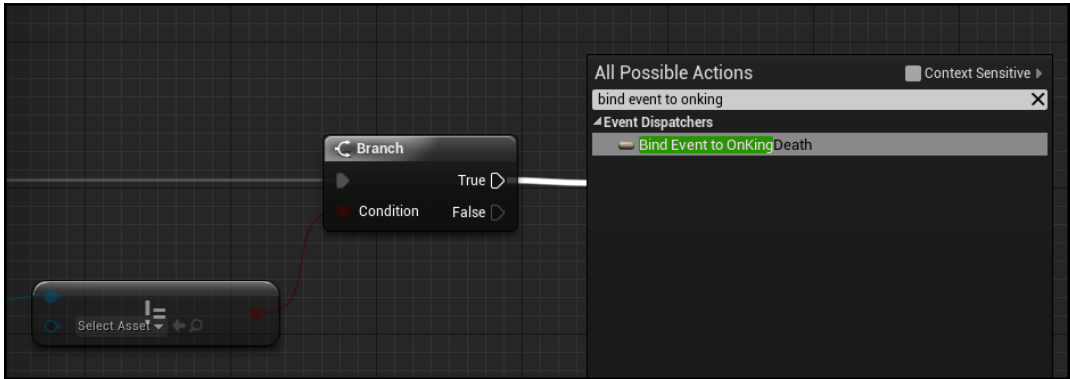 All Possible Actions
Context Sensitive
bind event to onking
Event Dispatchers
Bind Event to OnKingDeath
Branch
True
Condition
False
!=
Select Asset